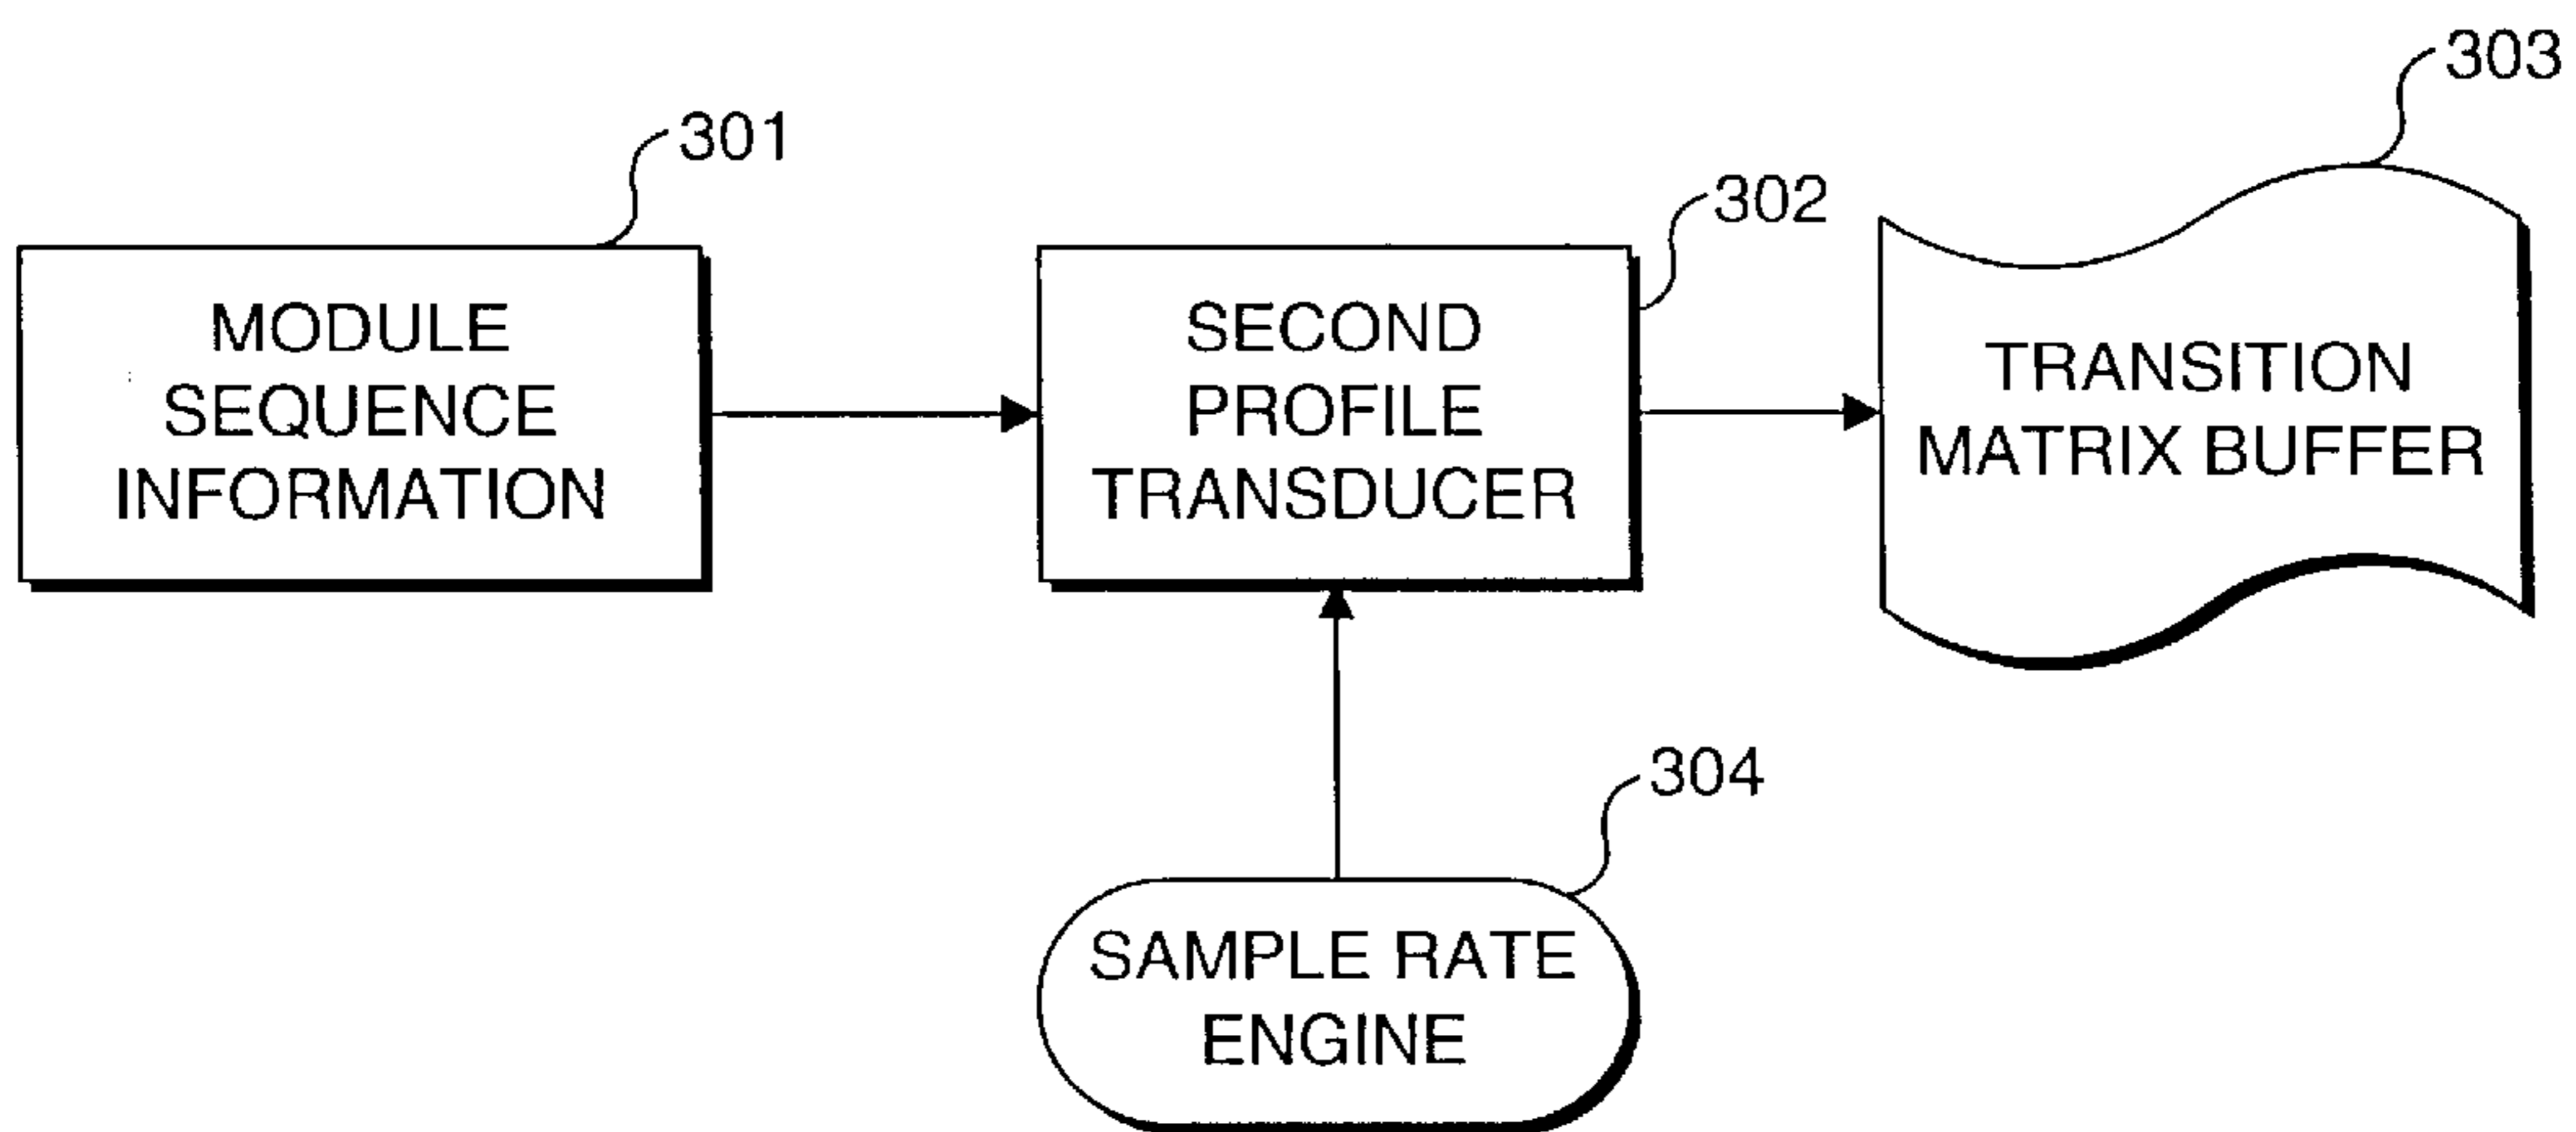 301
MODULE
SEQUENCE
INFORMATION
302
SECOND
PROFILE
TRANSDUCER
303
TRANSITION
MATRIX BUFFER
304
SAMPLE RATE
ENGINE